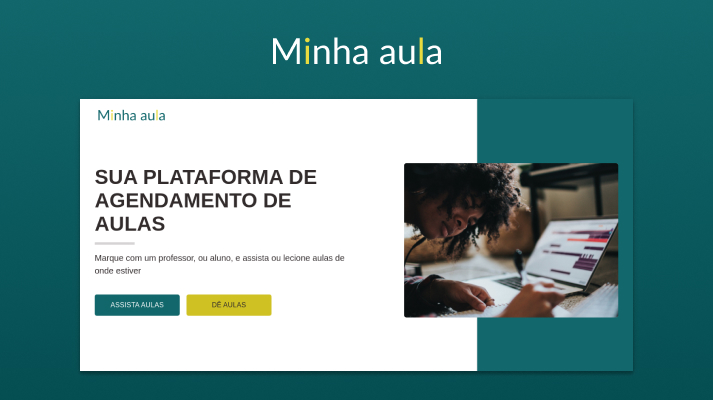 Minha aula
Minha aula
SUA PLATAFORMA DE
AGENDAMENTO DE
AULAS
Marque com um professor, ou aluno, e assista ou lecione aulas de
onde estiver
ASSISTA AULAS
DÊ AULAS